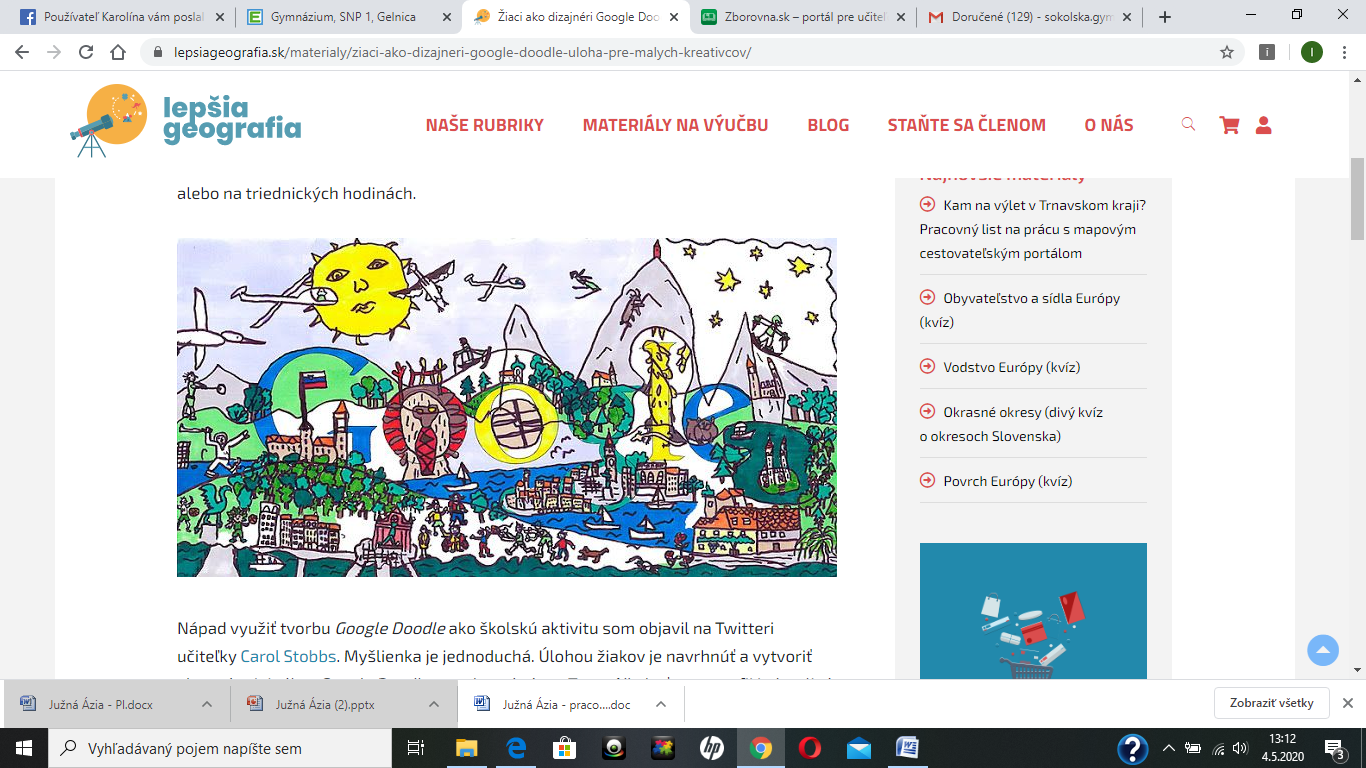 Používateľ Karolína vám poslal
Gymnázium, SNP 1, Gelnica
Žiaci ako dizajnéri Google Doo
Zborovna.sk – portál pre učiteľ
Doručené (129) - sokolska.gym
lepsiageografia.sk/materialy/ziaci-ako-dizajneri-google-doodle-uloha-pre-malych-kreativcov/
lepšia
geografia
NAŠE RUBRIKY
MATERIÁLY NA VÝUČBU
BLOG
STAŇTE SA ČLENOM
O NÁS
alebo na triednických hodinách.
Google
Nápad využiť tvorbu Google Doodle ako školskú aktivitu som objavil na Twitteri
učiteľky Carol Stobbs. Myšlienka je jednoduchá. Úlohou žiakov je navrhnúť a vytvoriť
Najnovšie materiály
Kam na výlet v Trnavskom kraji?
Pracovný list na prácu s mapovým
cestovateľským portálom
Obyvateľstvo a sídla Európy
(kvíz)
Vodstvo Európy (kvíz)
Okrasné okresy (divý kvíz
o okresoch Slovenska)
Povrch Európy (kvíz)
Južná Ázia - Pl.docx
Južná Ázia (2).pptx
Južná Ázia - praco....doc
Zobraziť všetky
Vyhľadávaný pojem napíšte sem
hp
13:12
4.5.2020
3